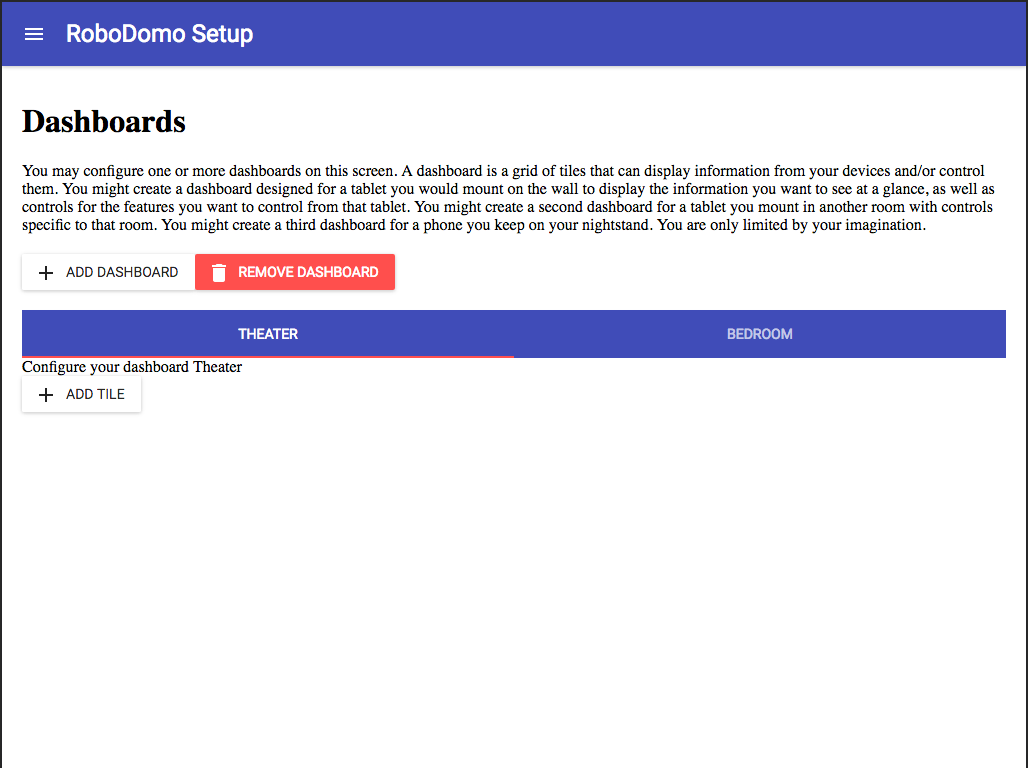 RoboDomo Setup
Dashboards
You may configure one or more dashboards on this screen. A dashboard is a grid of tiles that can display information from your devices and/or control
them. You might create a dashboard designed for a tablet you would mount on the wall to display the information you want to see at a glance, as well as
controls for the features you want to control from that tablet. You might create a second dashboard for a tablet you mount in another room with controls
specific to that room. You might create a third dashboard for a phone you keep on your nightstand. You are only limited by your imagination.
ADD DASHBOARD REMOVE DASHBOARD
THEATER BEDROOM
Configure your dashboard Theater
ADD TILE